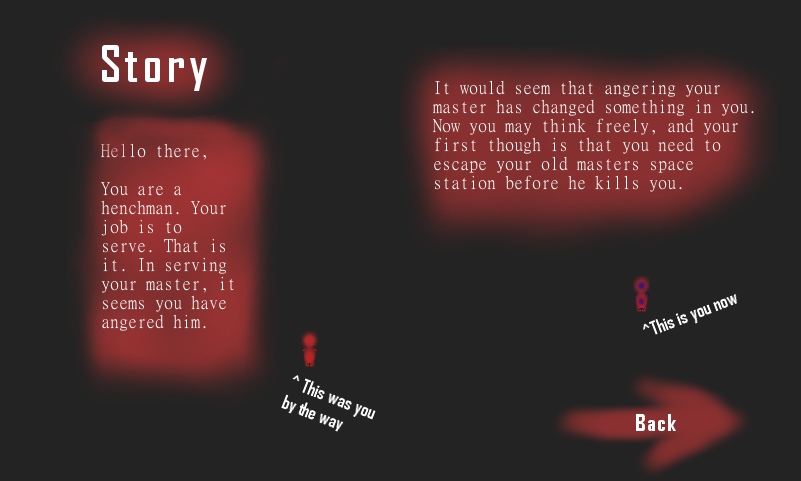 Story
Hello there,
You are a
henchman. Your
job is to
serve. That is
it. In serving
your master, it
seems you have
angered him.
^ This was you
by the way
It would seem that angering your
master has changed something in you.
Now you may think freely, and your
first though is that you need to
escape your old masters space
station before he kills you.
^This is you now
Back